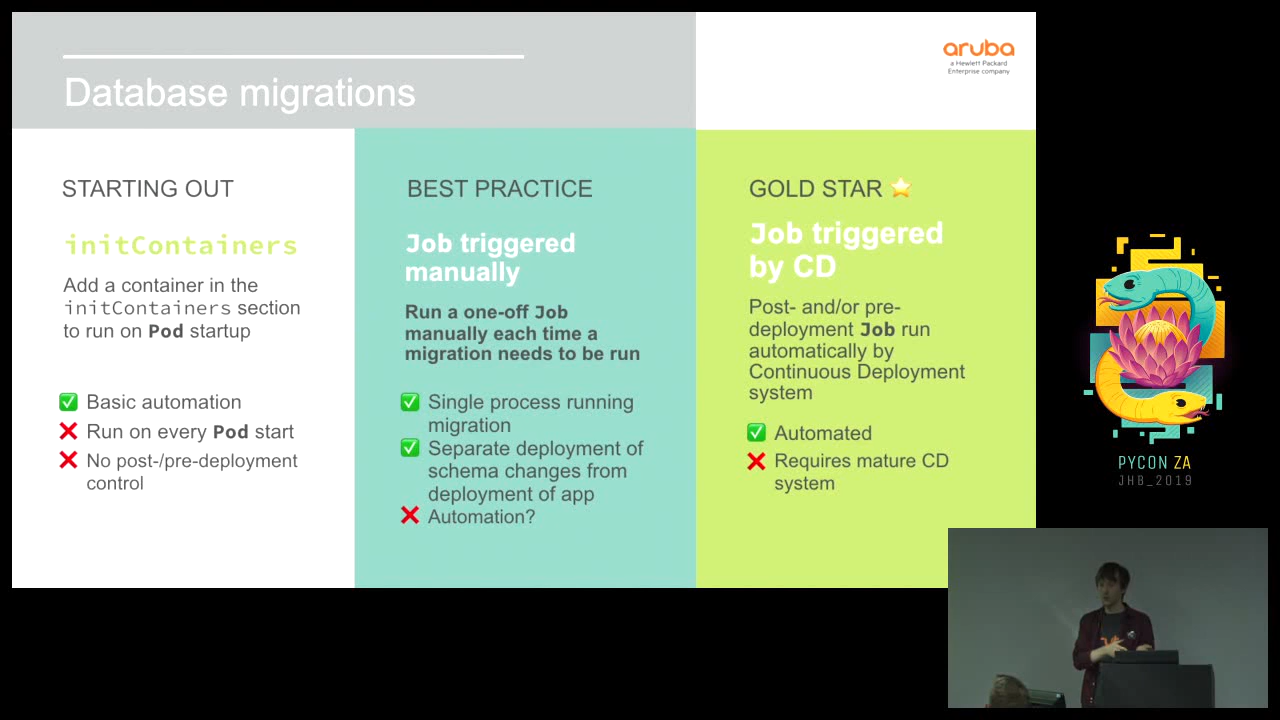 Database migrations
aruba
a Hewlett Packard
Enterprise company
STARTING OUT
initContainers
Add a container in the
initContainers section
to run on Pod startup
✅ Basic automation
❌ Run on every Pod start
❌ No post-/pre-deployment
control
BEST PRACTICE
Job triggered
manually
Run a one-off Job
manually each time a
migration needs to be run
✅ Single process running
migration
✅ Separate deployment of
schema changes from
deployment of app
❌ Automation?
GOLD STAR ⭐
Job triggered
by CD
Post- and/or pre-
deployment Job run
automatically by
Continuous Deployment
system
✅ Automated
❌ Requires mature CD
system
PYCON ZA
JHB_2019